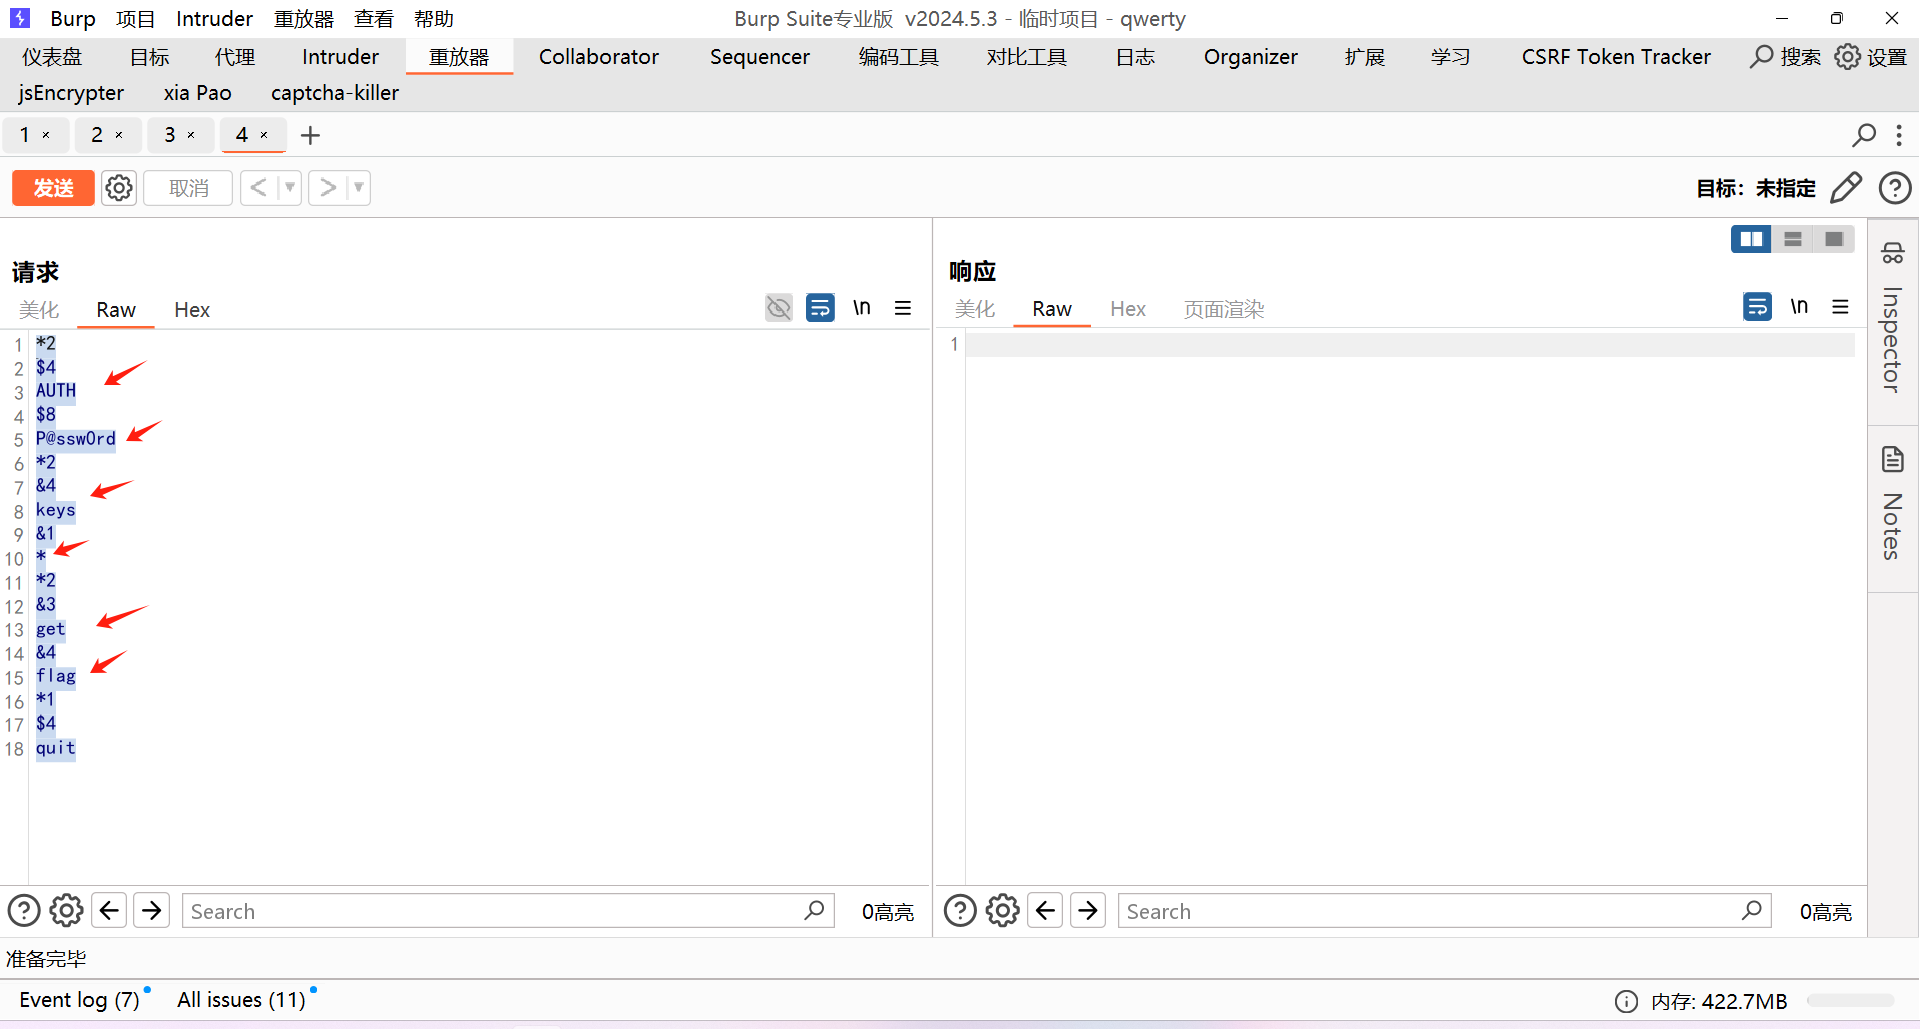 Burp 项目 Intruder 重放器 查看 帮助 Burp Suite专业版 v2024.5.3 - 临时项目 - qwerty
仪表盘 目标 代理 Intruder 重放器 Collaborator Sequencer 编码工具 对比工具 日志 Organizer 扩展 学习 CSRF Token Tracker 搜索 设置
jsEncrypter xia Pao captcha-killer
1 × 2 × 3 × 4 × +
发送 取消 < > 目标：未指定
请求
美化 Raw Hex \n
1 *2
2 $4
3 AUTH
4 $8
5 P@ssw0rd
6 *2
7 &4
8 keys
9 &1
10 *
11 *2
12 &3
13 get
14 &4
15 flag
16 *1
17 $4
18 quit
Search 0高亮
响应
美化 Raw Hex 页面渲染 \n
1
Search 0高亮
Inspector
Notes
准备完毕
Event log (7) All issues (11) 内存: 422.7MB